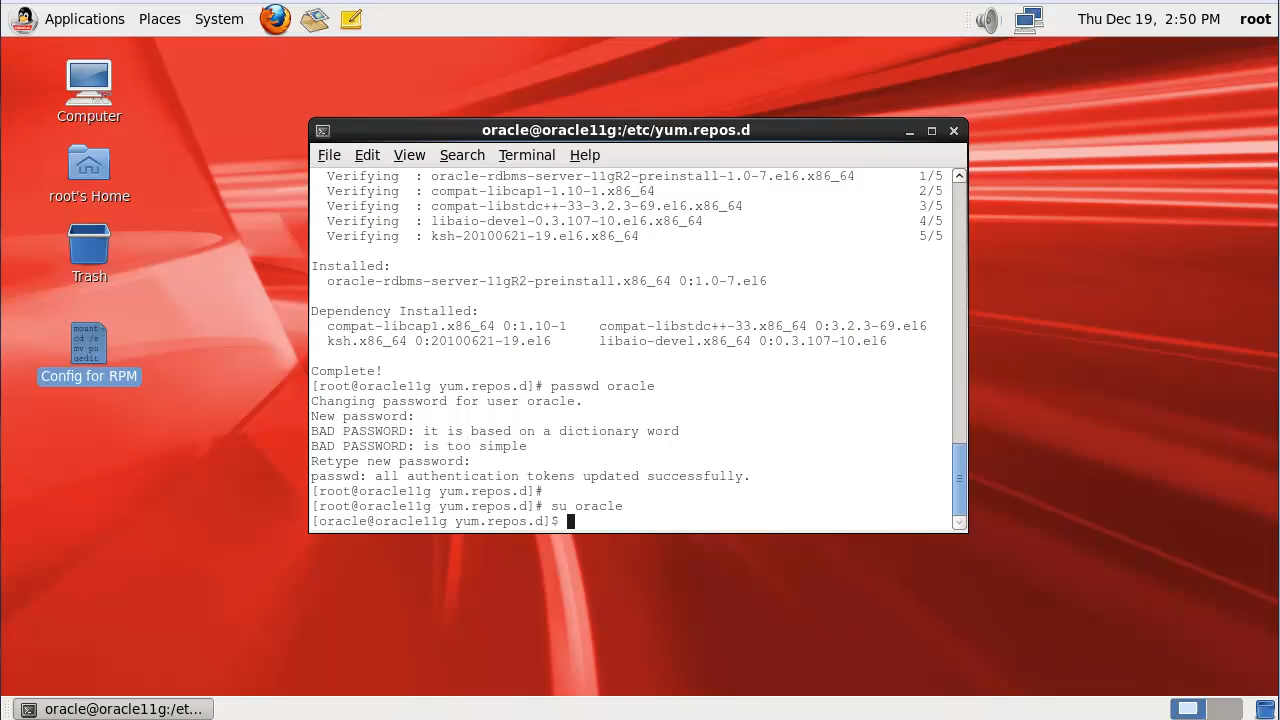 Applications Places System Thu Dec 19, 2:50 PM root
Computer
root's Home
Trash
mount
cd /e
mv pu
gedit
Config for RPM
oracle@oracle11g:/etc/yum.repos.d
File Edit View Search Terminal Help
Verifying : oracle-rdbms-server-11gR2-preinstall-1.0-7.el6.x86_64 1/5
Verifying : compat-libcap1-1.10-1.x86_64 2/5
Verifying : compat-libstdc++-33-3.2.3-69.el6.x86_64 3/5
Verifying : libaio-devel-0.3.107-10.el6.x86_64 4/5
Verifying : ksh-20100621-19.el6.x86_64 5/5
Installed:
oracle-rdbms-server-11gR2-preinstall.x86_64 0:1.0-7.el6
Dependency Installed:
compat-libcap1.x86_64 0:1.10-1 compat-libstdc++-33.x86_64 0:3.2.3-69.el6
ksh.x86_64 0:20100621-19.el6 libaio-devel.x86_64 0:0.3.107-10.el6
Complete!
[root@oracle11g yum.repos.d]# passwd oracle
Changing password for user oracle.
New password:
BAD PASSWORD: it is based on a dictionary word
BAD PASSWORD: is too simple
Retype new password:
passwd: all authentication tokens updated successfully.
[root@oracle11g yum.repos.d]#
[root@oracle11g yum.repos.d]# su oracle
[oracle@oracle11g yum.repos.d]$
oracle@oracle11g:/et...